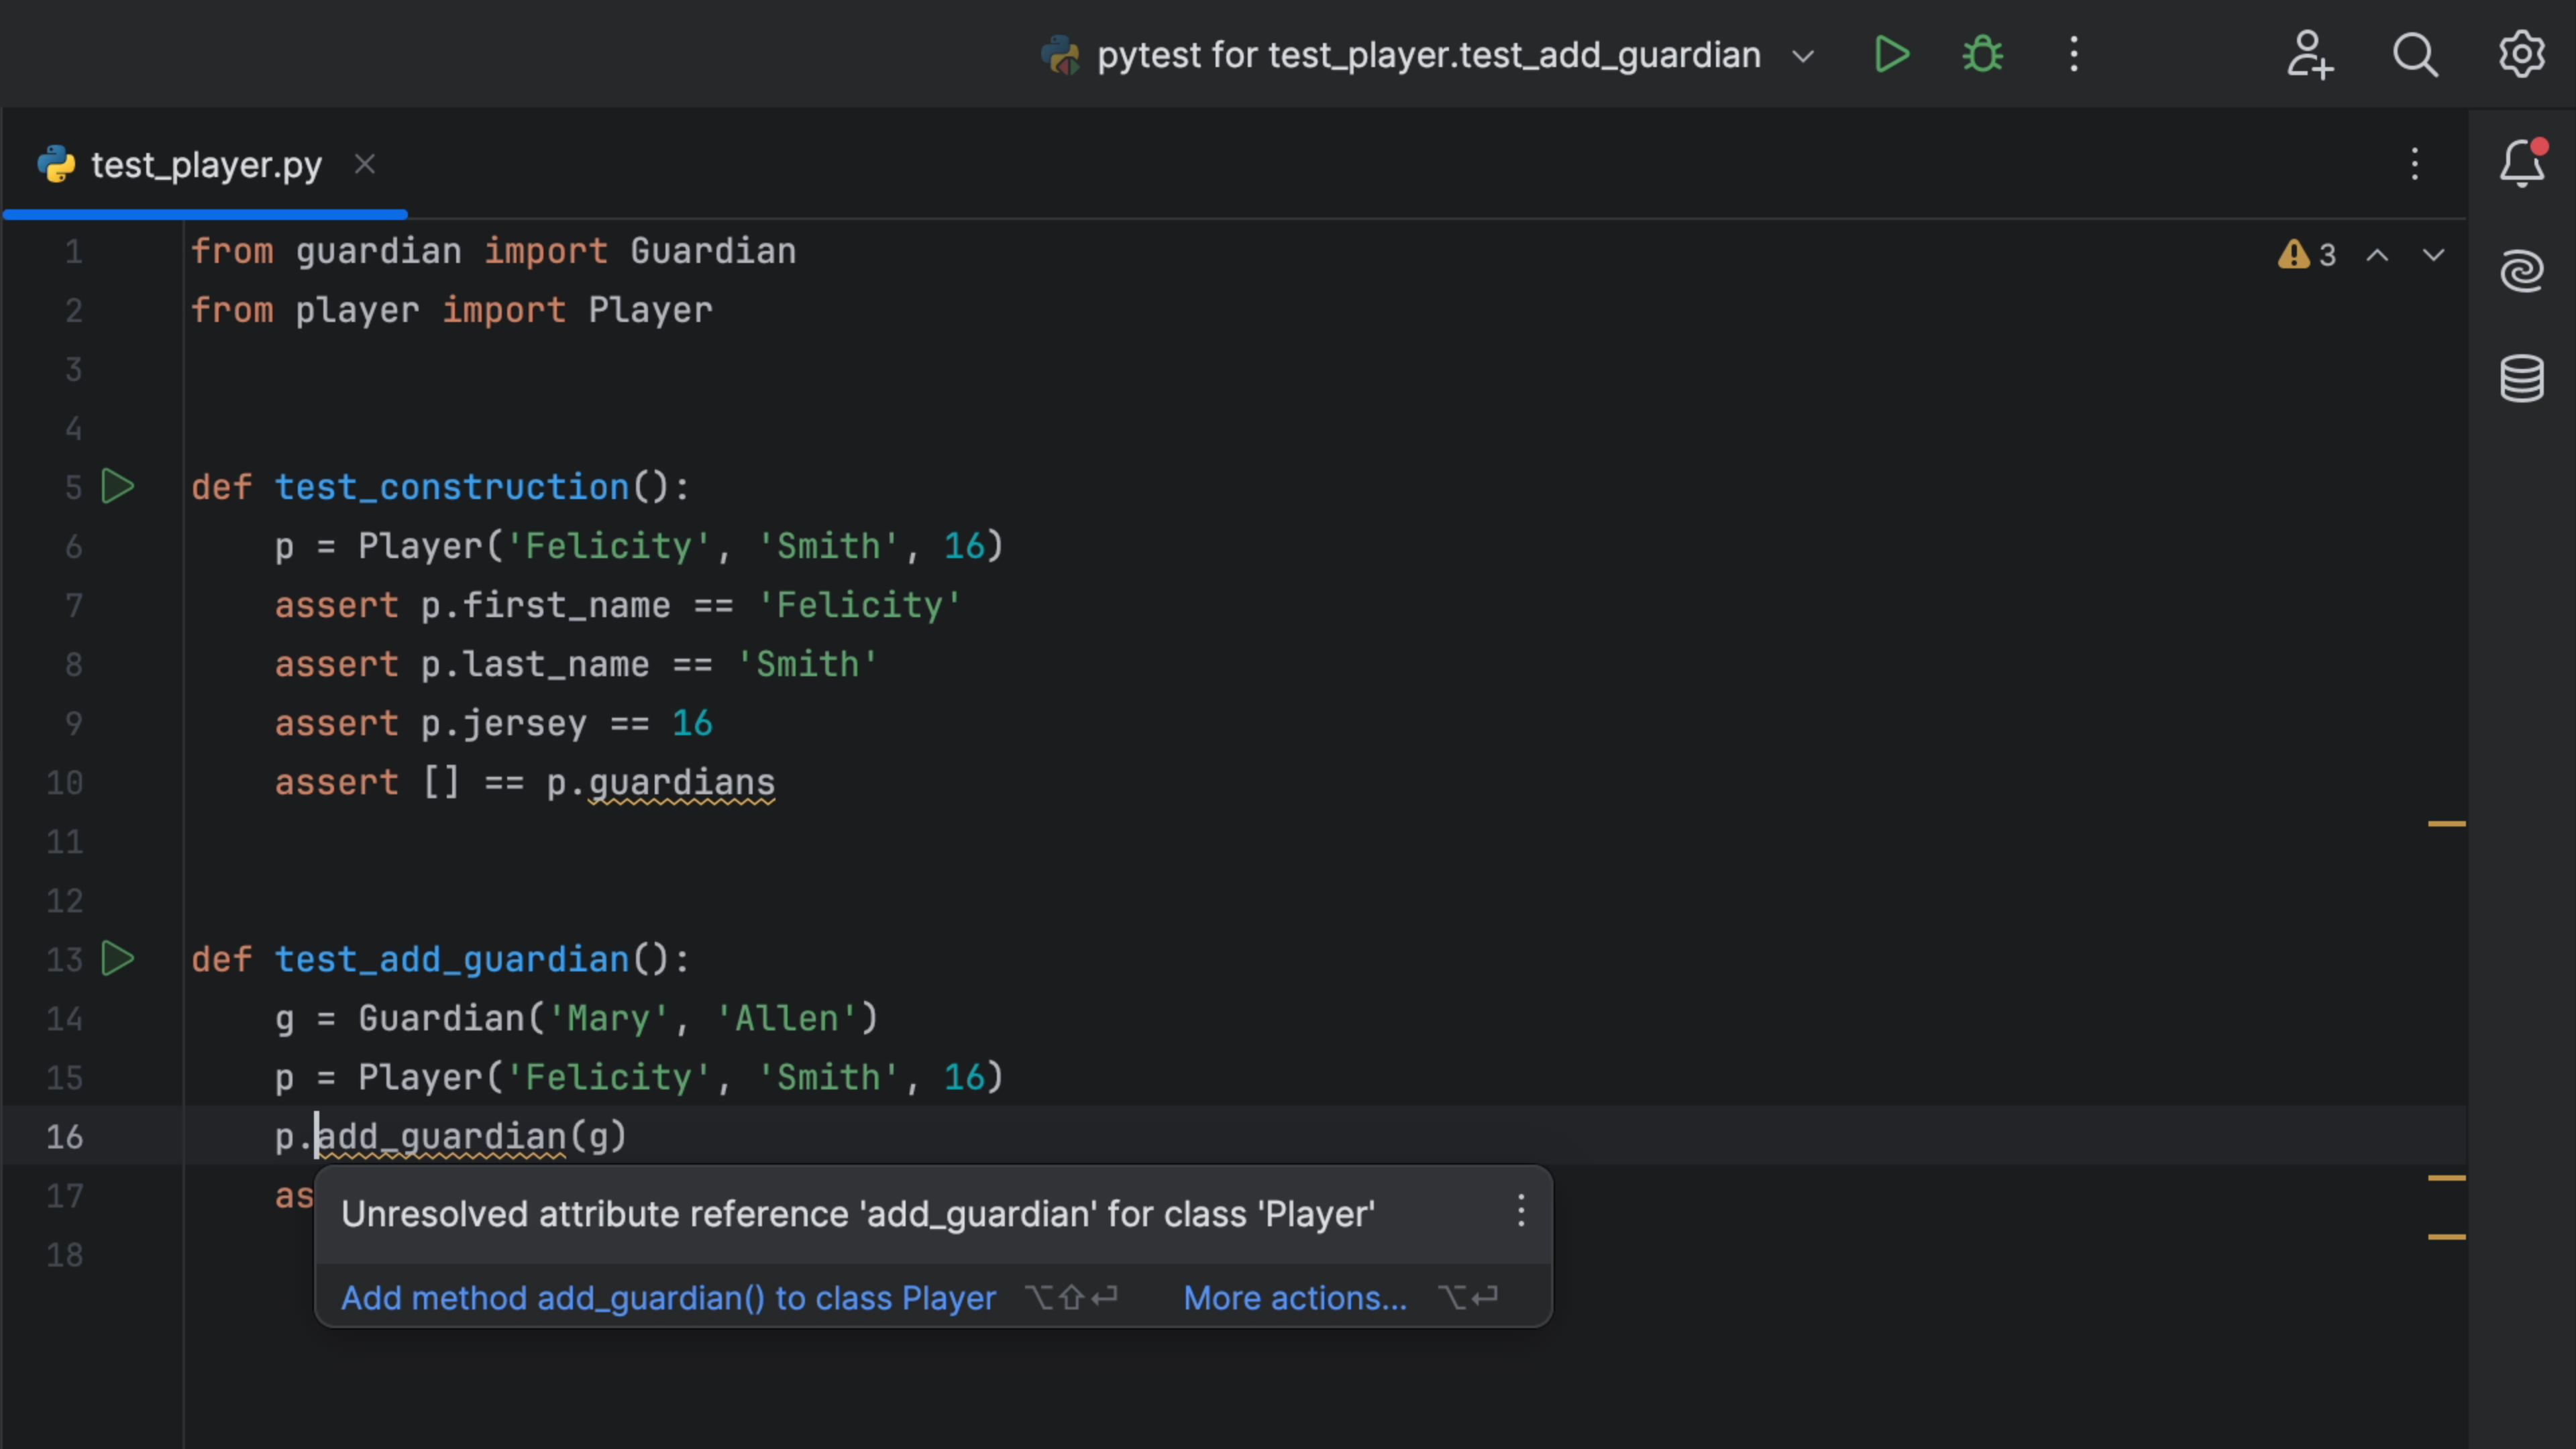 pytest for test_player.test_add_guardian
test_player.py
3
1 from guardian import Guardian
2 from player import Player
3
4
5 def test_construction():
6     p = Player('Felicity', 'Smith', 16)
7     assert p.first_name == 'Felicity'
8     assert p.last_name == 'Smith'
9     assert p.jersey == 16
10     assert [] == p.guardians
11
12
13 def test_add_guardian():
14     g = Guardian('Mary', 'Allen')
15     p = Player('Felicity', 'Smith', 16)
16     p.add_guardian(g)
17     as
Unresolved attribute reference 'add_guardian' for class 'Player'
18
Add method add_guardian() to class Player ⌥⇧↩ More actions... ⌥↩